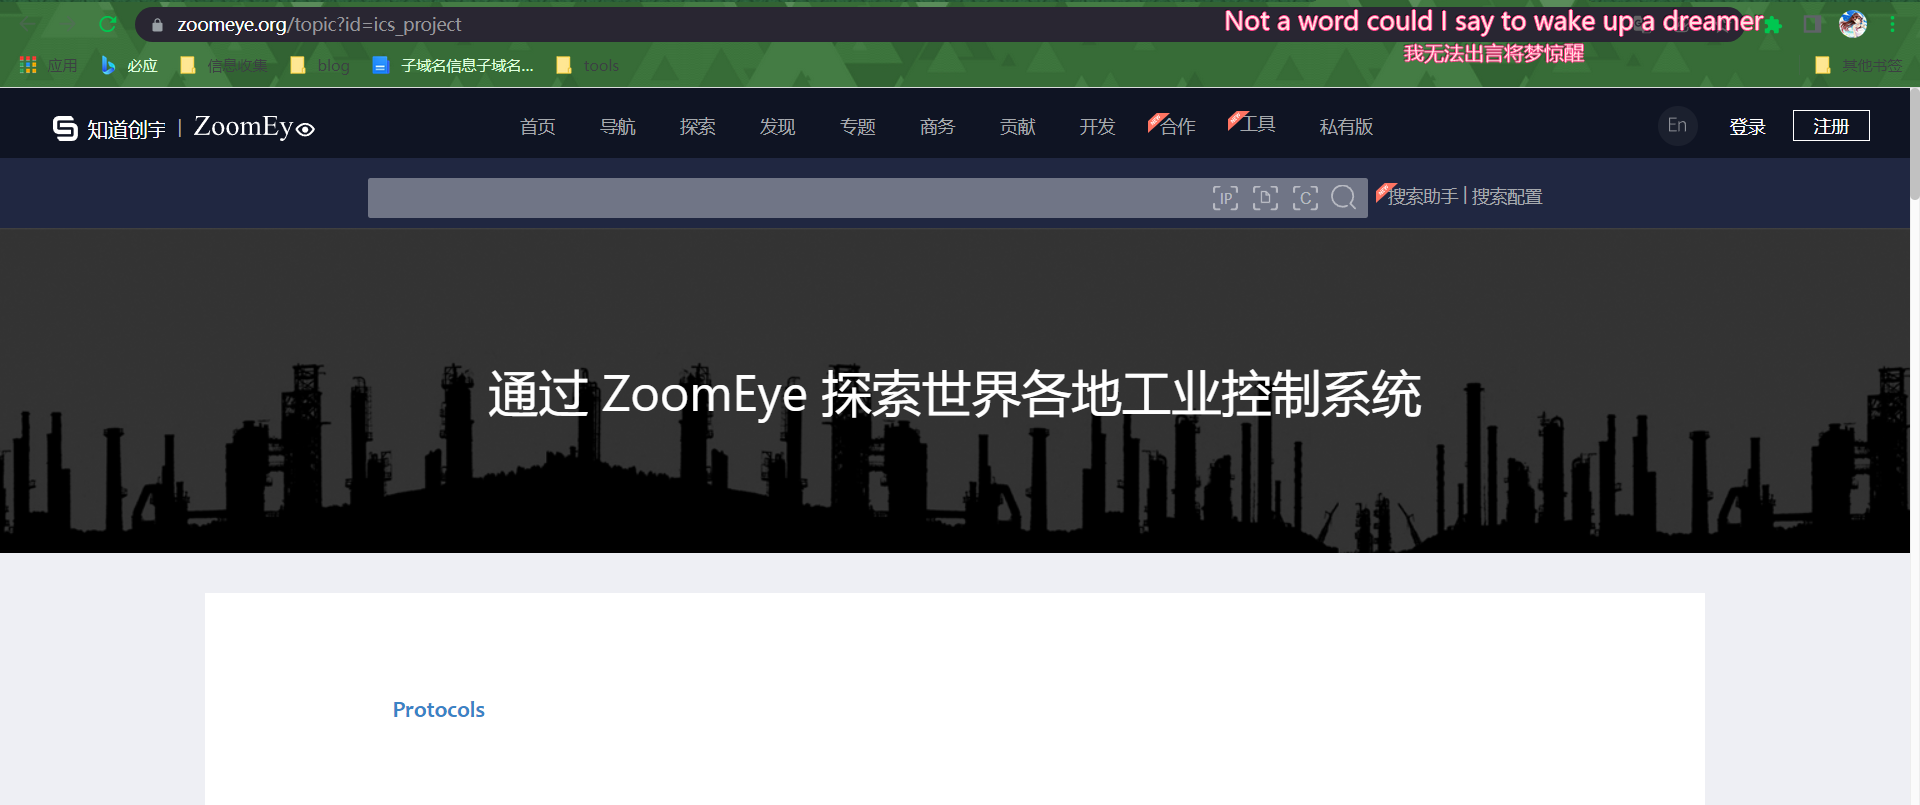 zoomeye.org/topic?id=ics_project
Not a word could I say to wake up a dreamer
我无法出言将梦惊醒
应用 必应 信息收集 blog 子域名信息子域名... tools 其他书签
知道创宇 | ZoomEye 首页 导航 探索 发现 专题 商务 贡献 开发 NEW 合作 NEW 工具 私有版 En 登录 注册
IP C NEW 搜索助手 | 搜索配置
通过 ZoomEye 探索世界各地工业控制系统
Protocols